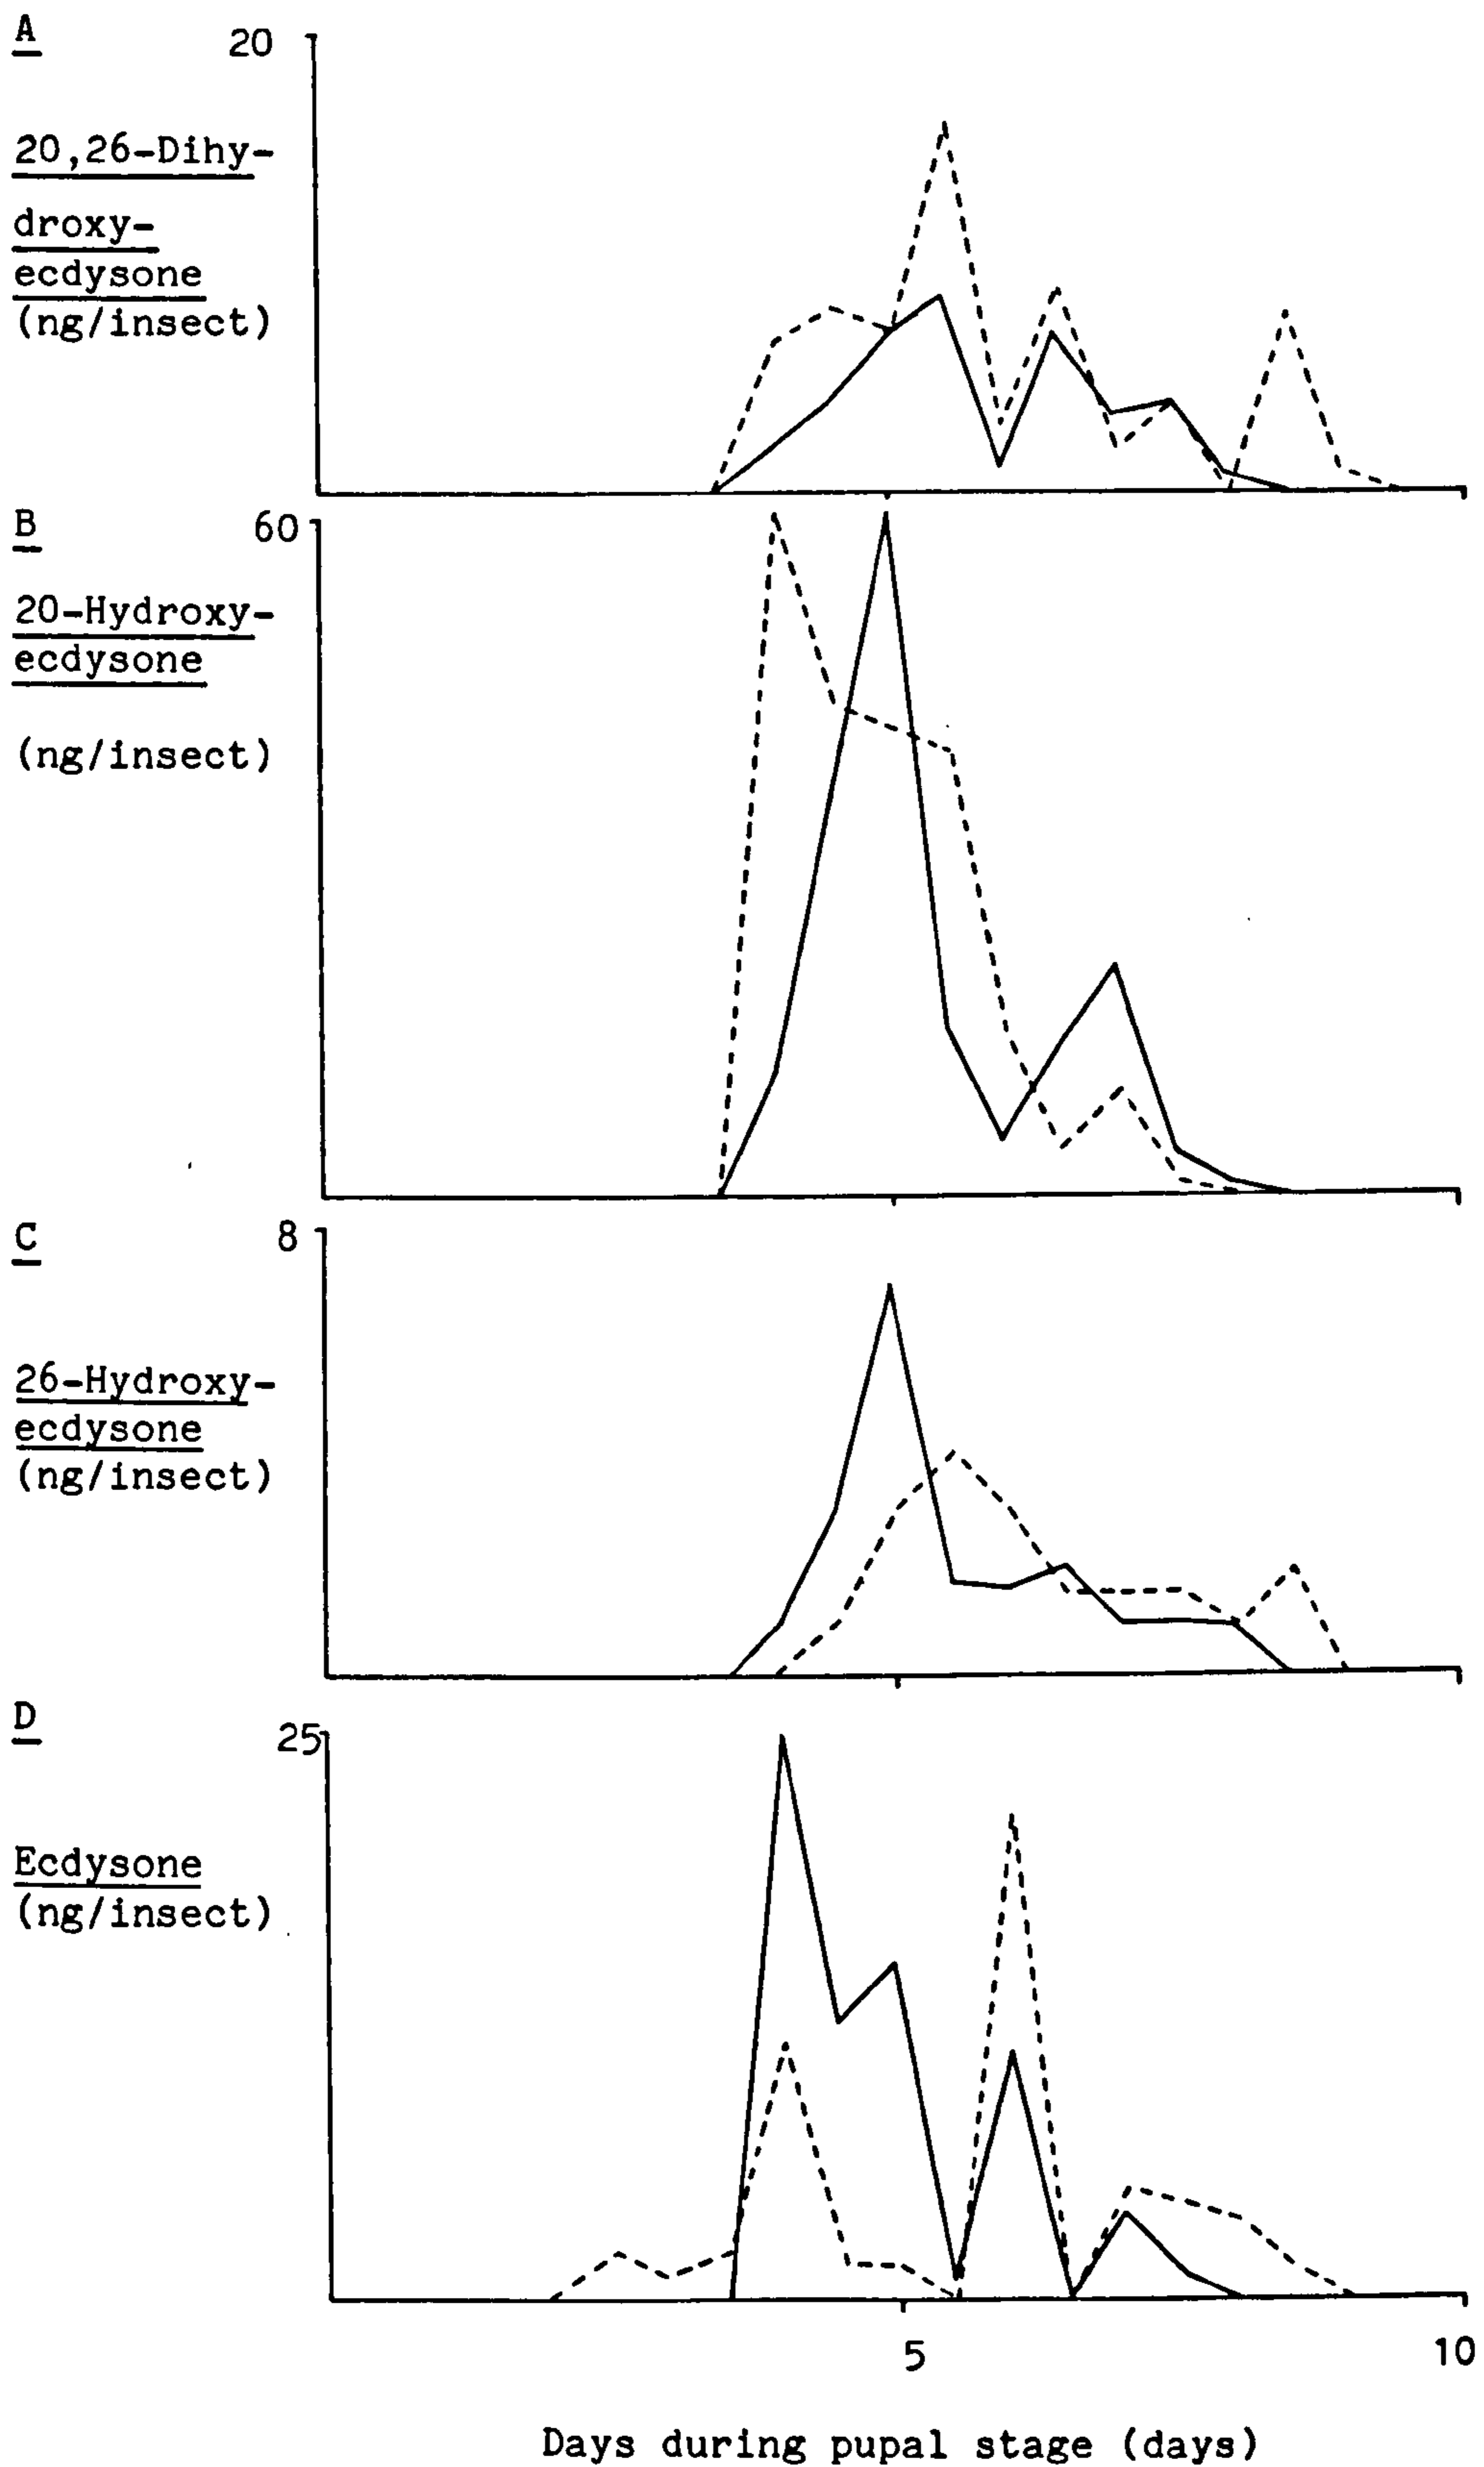 A
20
20,26-Dihy-
droxy-
ecdysone
(ng/insect)
B
60
20-Hydroxy-
ecdysone
(ng/insect)
C
8
26-Hydroxy-
ecdysone
(ng/insect)
D
25
Ecdysone
(ng/insect)
5
10
Days during pupal stage (days)